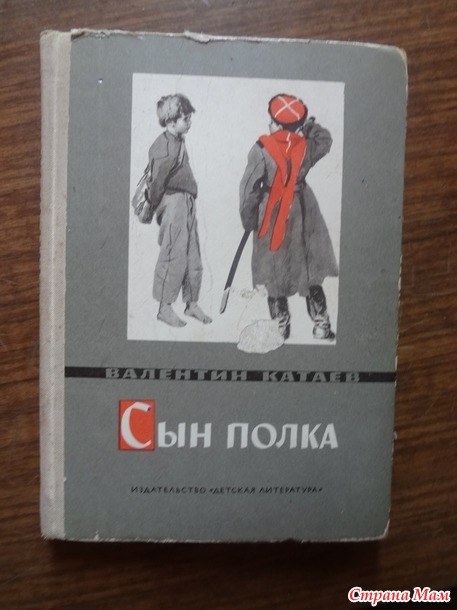 ВАЛЕНТИН КАТАЕВ
СЫН ПОЛКА
ИЗДАТЕЛЬСТВО «ДЕТСКАЯ ЛИТЕРАТУРА»
Страна Мам